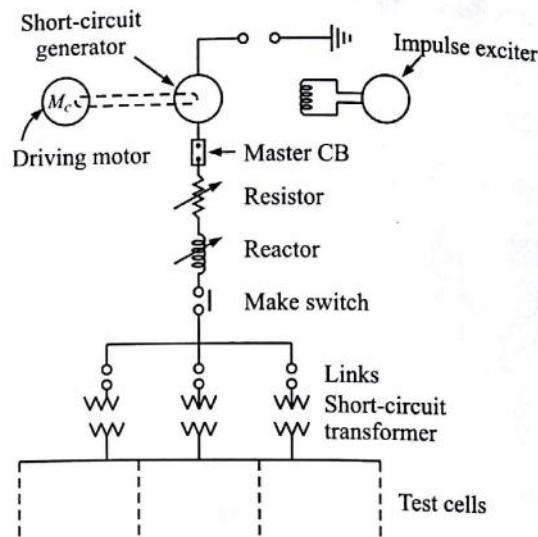 Short-circuit
generator
Impulse exciter
Mc
Driving motor
Master CB
Resistor
Reactor
Make switch
Links
Short-circuit
transformer
Test cells